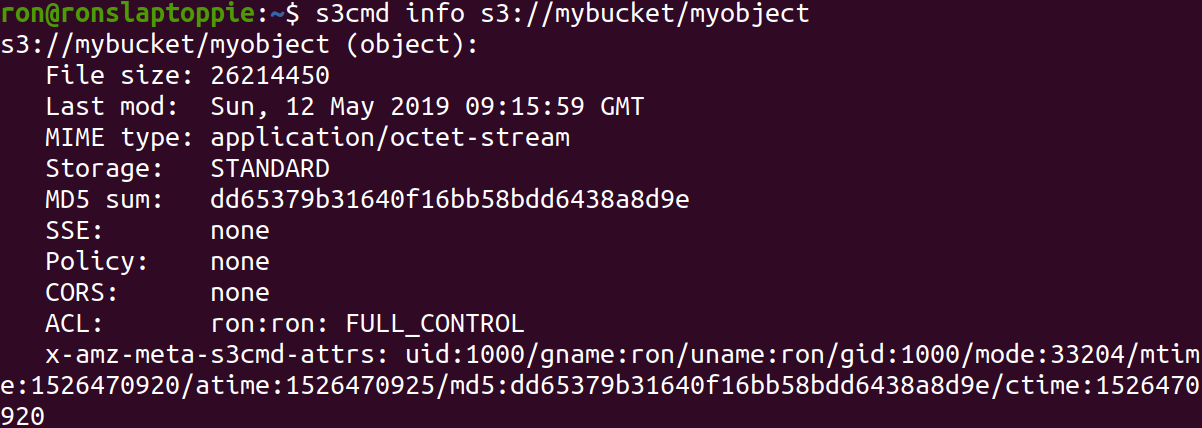 ron@ronslaptoppie:~$ s3cmd info s3://mybucket/myobject
s3://mybucket/myobject (object):
   File size: 26214450
   Last mod:  Sun, 12 May 2019 09:15:59 GMT
   MIME type: application/octet-stream
   Storage:   STANDARD
   MD5 sum:   dd65379b31640f16bb58bdd6438a8d9e
   SSE:       none
   Policy:    none
   CORS:      none
   ACL:       ron:ron: FULL_CONTROL
   x-amz-meta-s3cmd-attrs: uid:1000/gname:ron/uname:ron/gid:1000/mode:33204/mtim
e:1526470920/atime:1526470925/md5:dd65379b31640f16bb58bdd6438a8d9e/ctime:1526470
920